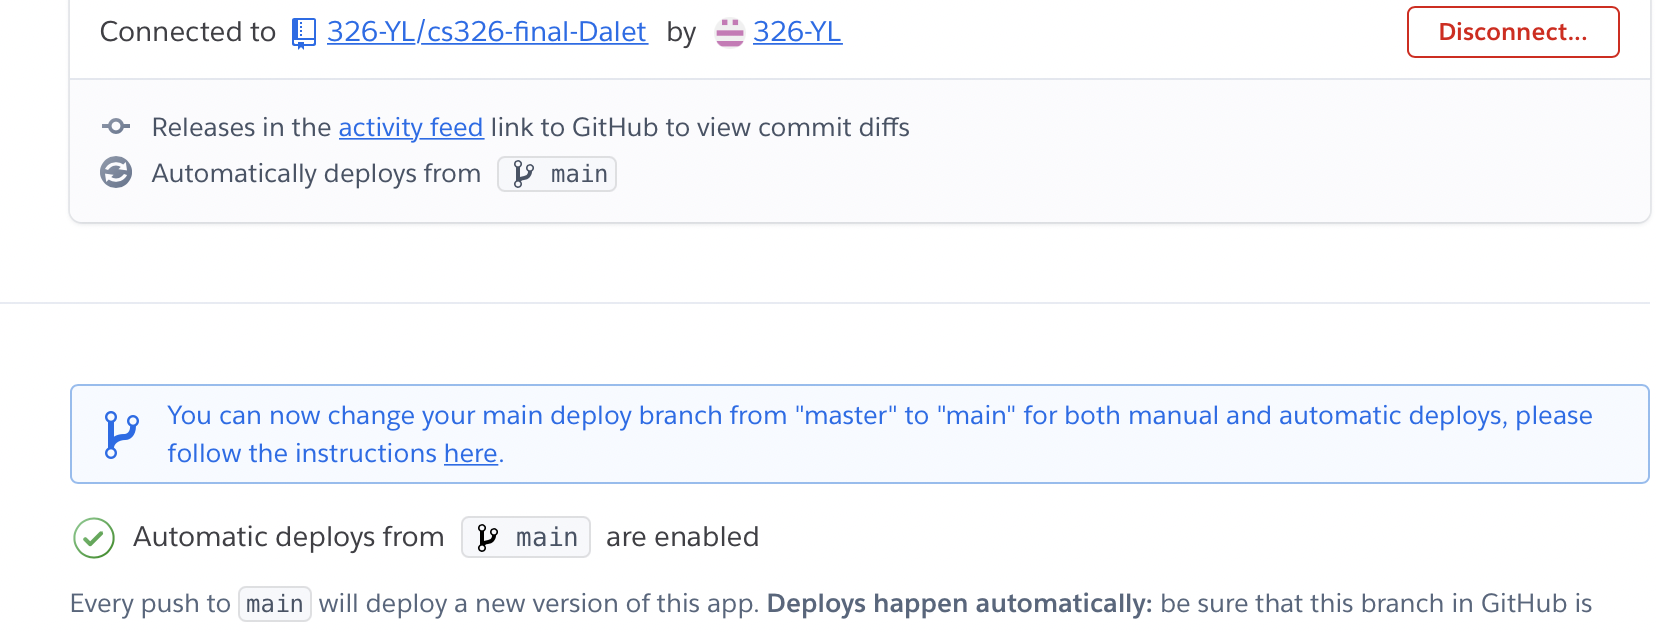 Connected to 326-YL/cs326-final-Dalet by 326-YL Disconnect...
Releases in the activity feed link to GitHub to view commit diffs
Automatically deploys from main
You can now change your main deploy branch from "master" to "main" for both manual and automatic deploys, please
follow the instructions here.
Automatic deploys from main are enabled
Every push to main will deploy a new version of this app. Deploys happen automatically: be sure that this branch in GitHub is